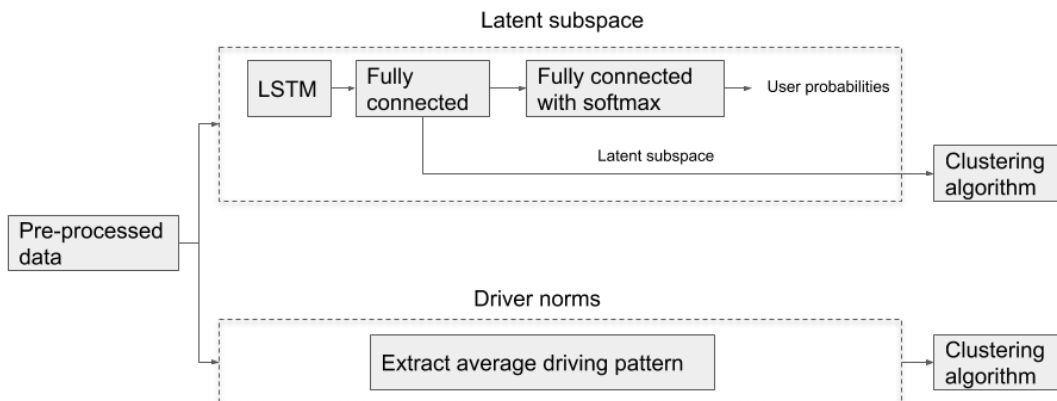 Latent subspace
LSTM
Fully
connected
Fully connected
with softmax
User probabilities
Latent subspace
Clustering
algorithm
Pre-processed
data
Driver norms
Extract average driving pattern
Clustering
algorithm